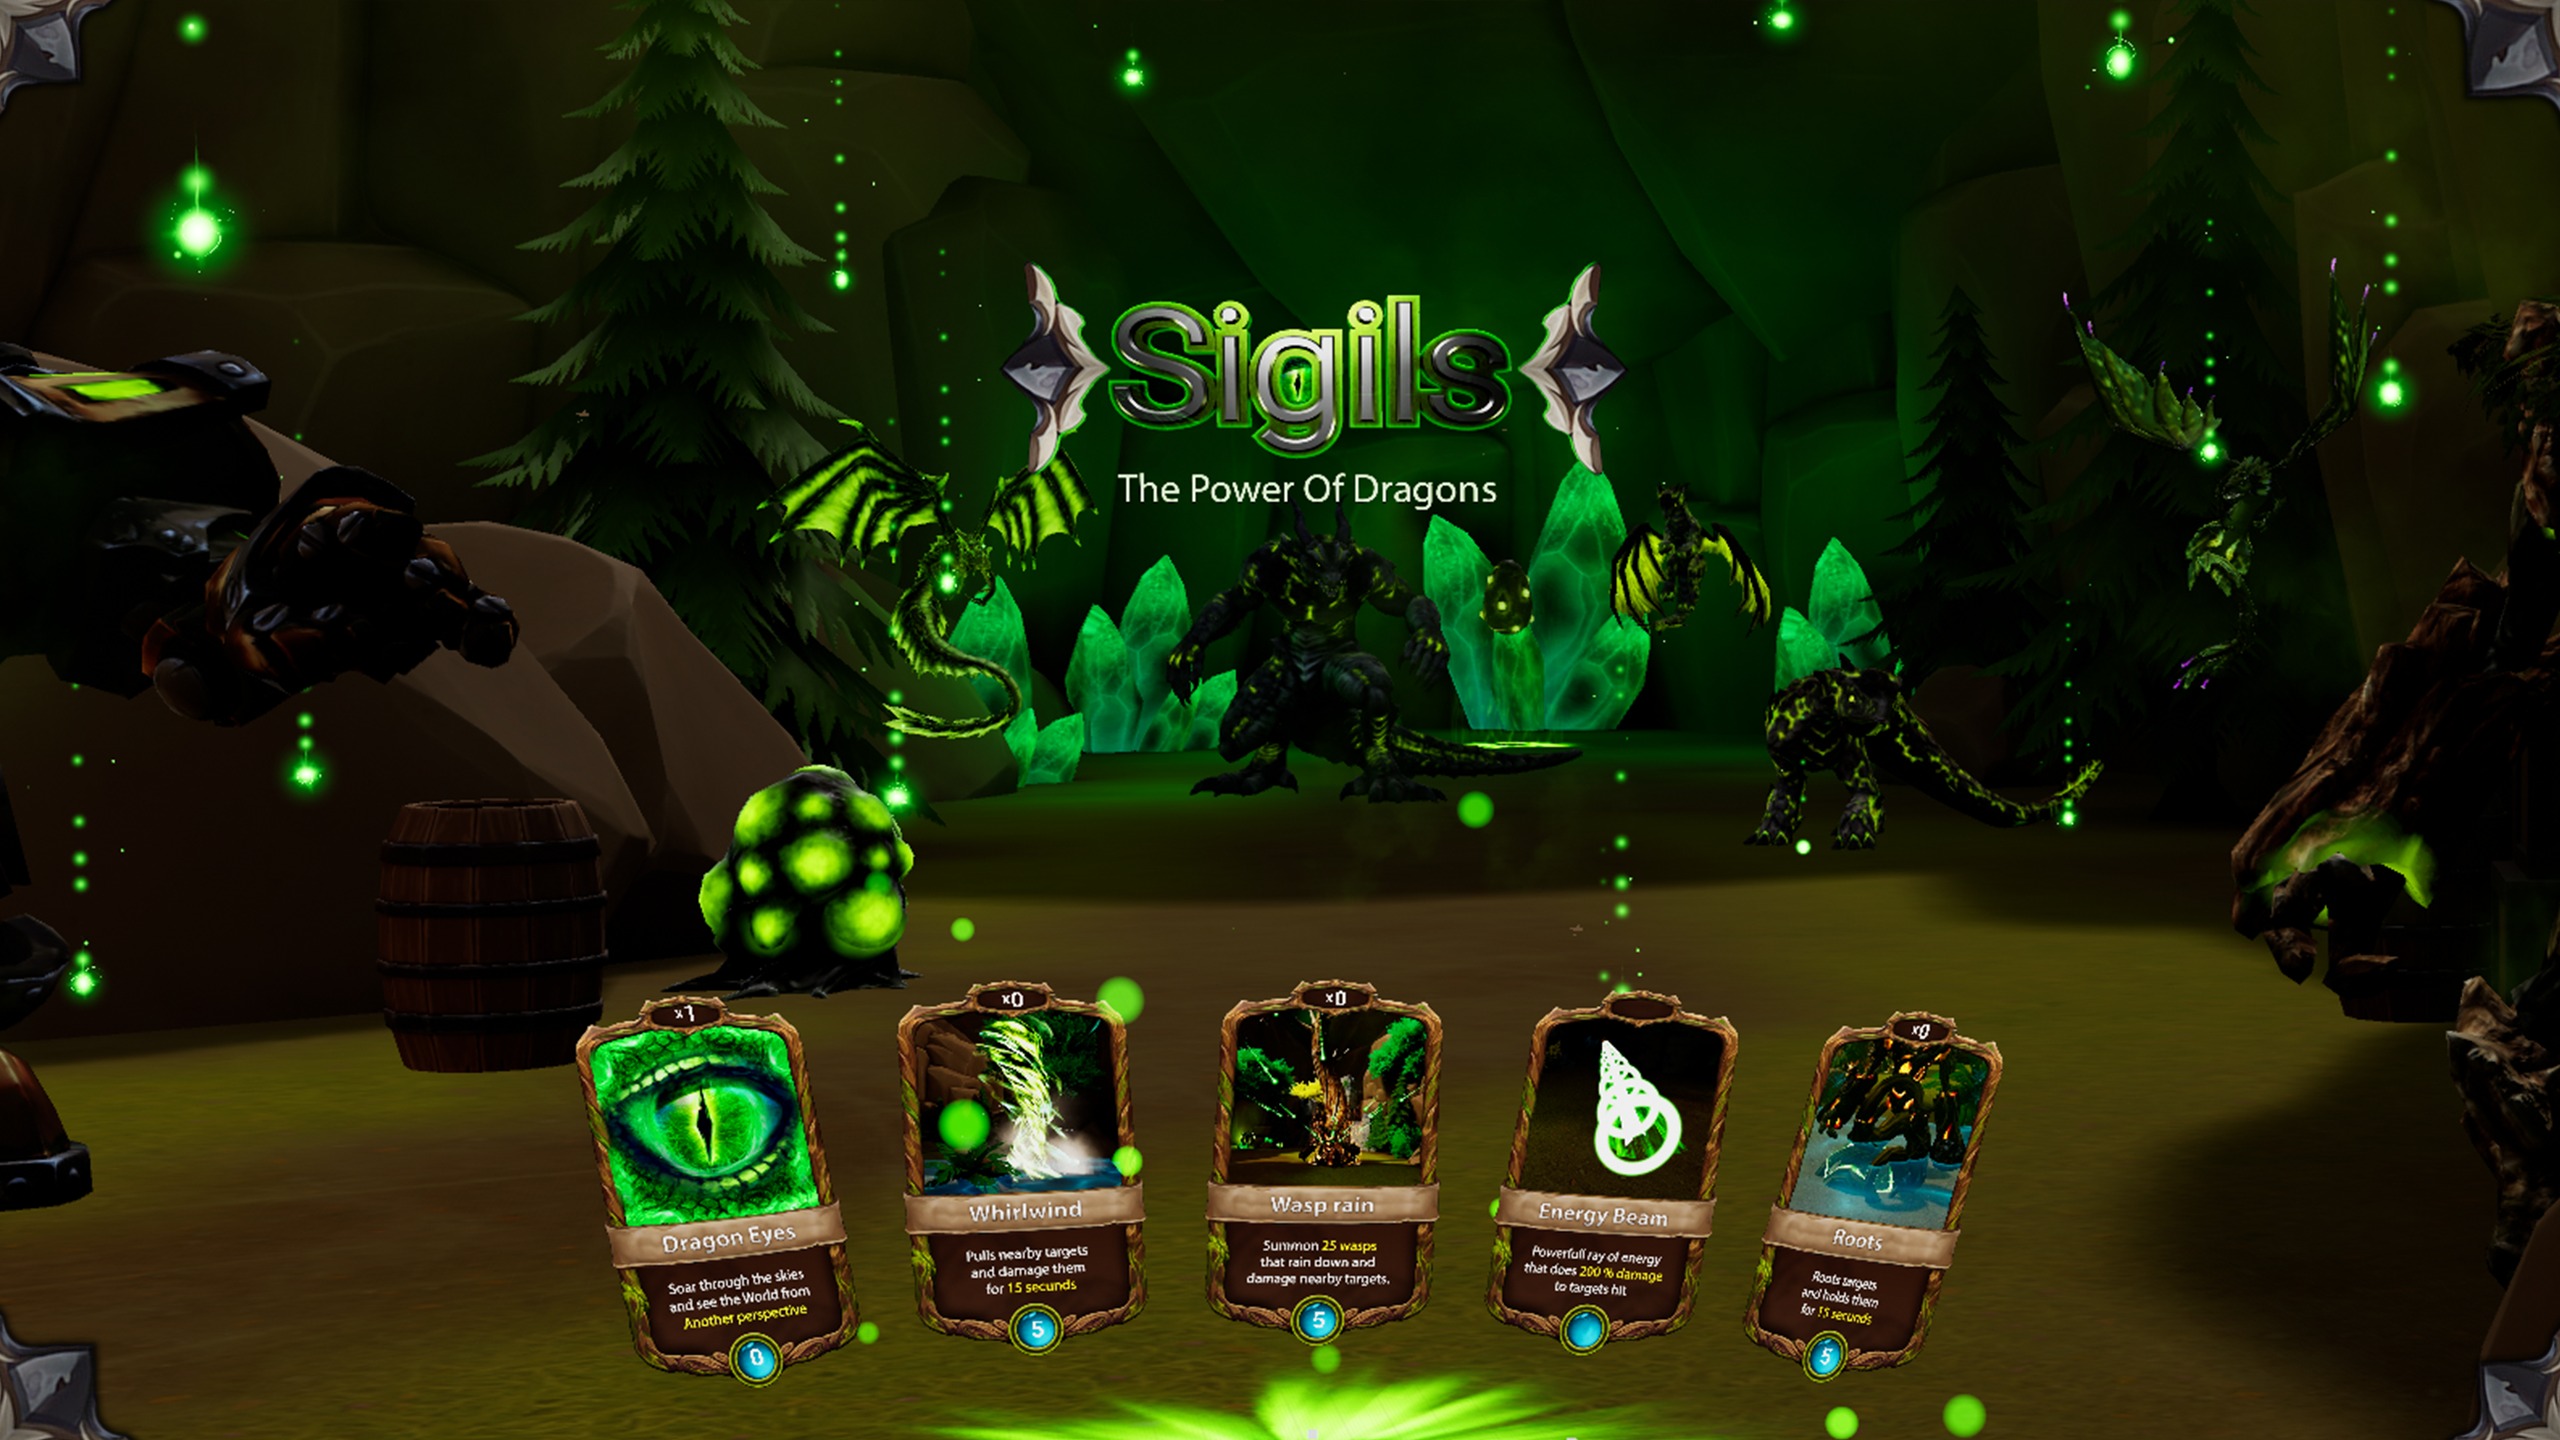 Sigils
The Power Of Dragons
x1
Dragon Eyes
Soar through the skies
and see the World from
Another perspective
0
x0
Whirlwind
Pulls nearby targets
and damage them
for 15 seconds
5
x0
Wasp rain
Summon 25 wasps
that rain down and
damage nearby targets.
5
Energy Beam
Powerfull ray of energy
that does 200 % damage
to targets hit
x0
Roots
Roots targets
and holds them
for 15 seconds
5